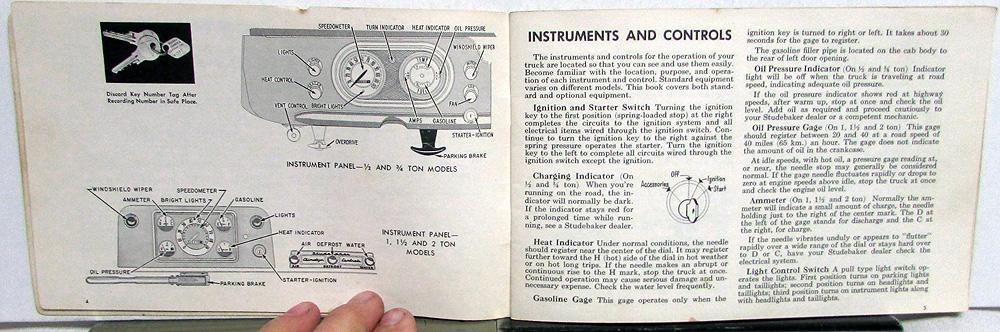 Discard Key Number Tag After
Recording Number in Safe Place.
SPEEDOMETER
TURN INDICATOR
HEAT INDICATOR
OIL PRESSURE
LIGHTS
WINDSHIELD WIPER
HEAT CONTROL
VENT CONTROL
BRIGHT LIGHTS
FAN
AMPS
GASOLINE
OVERDRIVE
STARTER-IGNITION
PARKING BRAKE
INSTRUMENT PANEL—½ AND ¾ TON MODELS
WINDSHIELD WIPER
SPEEDOMETER
AMMETER
BRIGHT LIGHTS
GASOLINE
LIGHTS
HEAT INDICATOR
AIR DEFROST WATER
DEFROST
OIL PRESSURE
STARTER-IGNITION
PARKING BRAKE
INSTRUMENT PANEL—
1, 1½ AND 2 TON
MODELS
4
INSTRUMENTS AND CONTROLS
The instruments and controls for the operation of your
truck are located so that you can see and use them easily.
Become familiar with the location, purpose, and opera-
tion of each instrument and control. Standard equipment
varies on different models. This book covers both stand-
ard and optional equipment.
Ignition and Starter Switch Turning the ignition
key to the first position (spring-loaded stop) at the right
completes the circuits to the ignition system and all
electrical items wired through the ignition switch. Con-
tinue to turn the ignition key to the right against the
spring pressure operates the starter. Turn the ignition
key to the left to complete all circuits wired through the
ignition switch except the ignition.
Charging Indicator (On
½ and ¾ ton) When you're
running on the road, the in-
dicator will normally be dark.
If the indicator stays red for
a prolonged time while run-
ning, see a Studebaker dealer.
Off
Accessories
Ignition
Start
Heat Indicator Under normal conditions, the needle
should register near the center of the dial. It may register
further toward the H (hot) side of the dial in hot weather
or on hot long trips. If the needle makes an abrupt or
continuous rise to the H mark, stop the truck at once.
Continued operation may cause serious damage and un-
necessary expense. Check the water level frequently.
Gasoline Gage This gage operates only when the
ignition key is turned to right or left. It takes about 30
seconds for the gage to register.
The gasoline filler pipe is located on the cab body to
the rear of left door opening.
Oil Pressure Indicator (On ½ and ¾ ton) Indicator
light will be off when the truck is traveling at road
speed, indicating adequate oil pressure.
If the oil pressure indicator shows red at highway
speeds, after warm up, stop at once and check the oil
level. Add oil as required and proceed cautiously to
your Studebaker dealer or a competent mechanic.
Oil Pressure Gage (On 1, 1½ and 2 ton) This gage
should register between 20 and 40 at a road speed of
40 miles (65 km.) an hour. The gage does not indicate
the amount of oil in the crankcase.
At idle speeds, with hot oil, a pressure gage reading at,
or near, the needle stop may generally be considered
normal. If the gage needle fluctuates rapidly or drops to
zero at engine speeds above idle, stop the truck at once
and check the engine oil level.
Ammeter (On 1, 1½ and 2 ton) Normally the am-
meter will indicate a small amount of charge, the needle
holding just to the right of the center mark. The D at
the left of the gage stands for discharge and the C at
the right, for charge.
If the needle vibrates unduly or appears to "flutter"
rapidly over a wide range of the dial or stays hard over
to D or C, have your Studebaker dealer check the
electrical system.
Light Control Switch A pull type light switch op-
erates the lights. First position turns on parking lights
and taillights; second position turns on headlights and
taillights; third position turns on instrument lights along
with headlights and taillights.
5